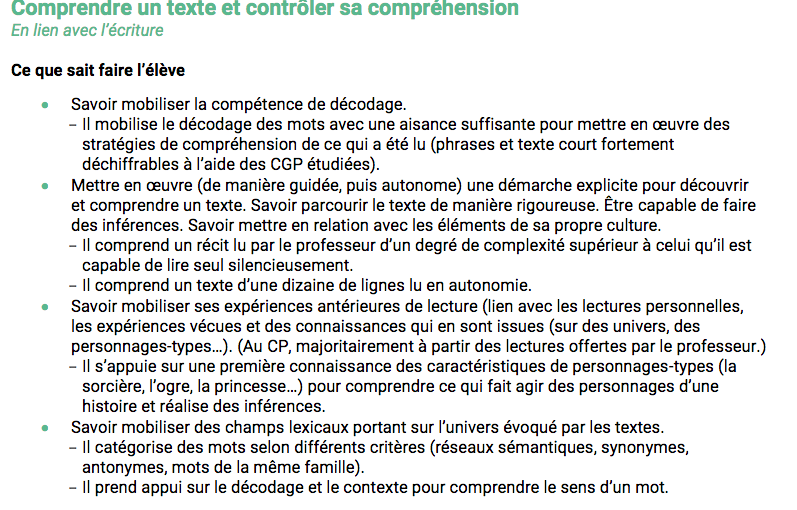 Comprendre un texte et contrôler sa compréhension
En lien avec l’écriture
Ce que sait faire l’élève
• Savoir mobiliser la compétence de décodage.
– Il mobilise le décodage des mots avec une aisance suffisante pour mettre en œuvre des
stratégies de compréhension de ce qui a été lu (phrases et texte court fortement
déchiffrables à l’aide des CGP étudiées).
• Mettre en œuvre (de manière guidée, puis autonome) une démarche explicite pour découvrir
et comprendre un texte. Savoir parcourir le texte de manière rigoureuse. Être capable de faire
des inférences. Savoir mettre en relation avec les éléments de sa propre culture.
– Il comprend un récit lu par le professeur d’un degré de complexité supérieur à celui qu’il est
capable de lire seul silencieusement.
– Il comprend un texte d’une dizaine de lignes lu en autonomie.
• Savoir mobiliser ses expériences antérieures de lecture (lien avec les lectures personnelles,
les expériences vécues et des connaissances qui en sont issues (sur des univers, des
personnages-types…). (Au CP, majoritairement à partir des lectures offertes par le professeur.)
– Il s’appuie sur une première connaissance des caractéristiques de personnages-types (la
sorcière, l’ogre, la princesse…) pour comprendre ce qui fait agir des personnages d’une
histoire et réalise des inférences.
• Savoir mobiliser des champs lexicaux portant sur l’univers évoqué par les textes.
– Il catégorise des mots selon différents critères (réseaux sémantiques, synonymes,
antonymes, mots de la même famille).
– Il prend appui sur le décodage et le contexte pour comprendre le sens d’un mot.